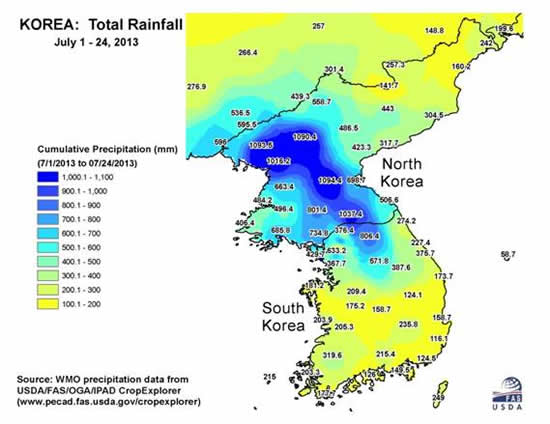 KOREA: Total Rainfall
July 1 - 24, 2013
257
148.8
199.6
242
266.4
301.4
257.3
160.2
276.9
141.7
439.3
558.7
443
304.5
536.5
595.5
486.5
596
1093.5
1090.4
423.3
317.7
1016.2
Cumulative Precipitation (mm)
(7/1/2013 to 07/24/2013)
1,000.1 - 1,100
900.1 - 1,000
800.1 - 900
700.1 - 800
600.1 - 700
500.1 - 600
400.1 - 500
300.1 - 400
200.1 - 300
100.1 - 200
North
Korea
1094.4
698.7
663.4
484.2
496.4
801.4
1037.4
506.6
406.4
685.8
734.8
376.4
806.4
274.2
227.4
633.2
375.7
58.7
367.7
571.8
387.6
173.7
181.2
209.4
124.1
South
Korea
175.2
158.7
203.9
205.3
235.8
158.7
116.1
319.6
215.4
124.5
215
203.3
126
149.5
177.7
249
Source: WMO precipitation data from
USDA/FAS/OGA/IPAD CropExplorer
(www.pecad.fas.usda.gov/cropexplorer)
FAS
USDA